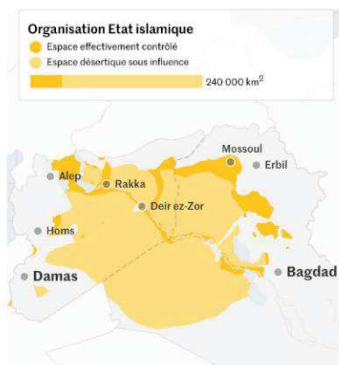 Organisation Etat islamique
Espace effectivement contrôlé
Espace désertique sous influence
240 000 km²
Mossoul
Alep
Erbil
Rakka
Deir ez-Zor
Homs
Damas
Bagdad